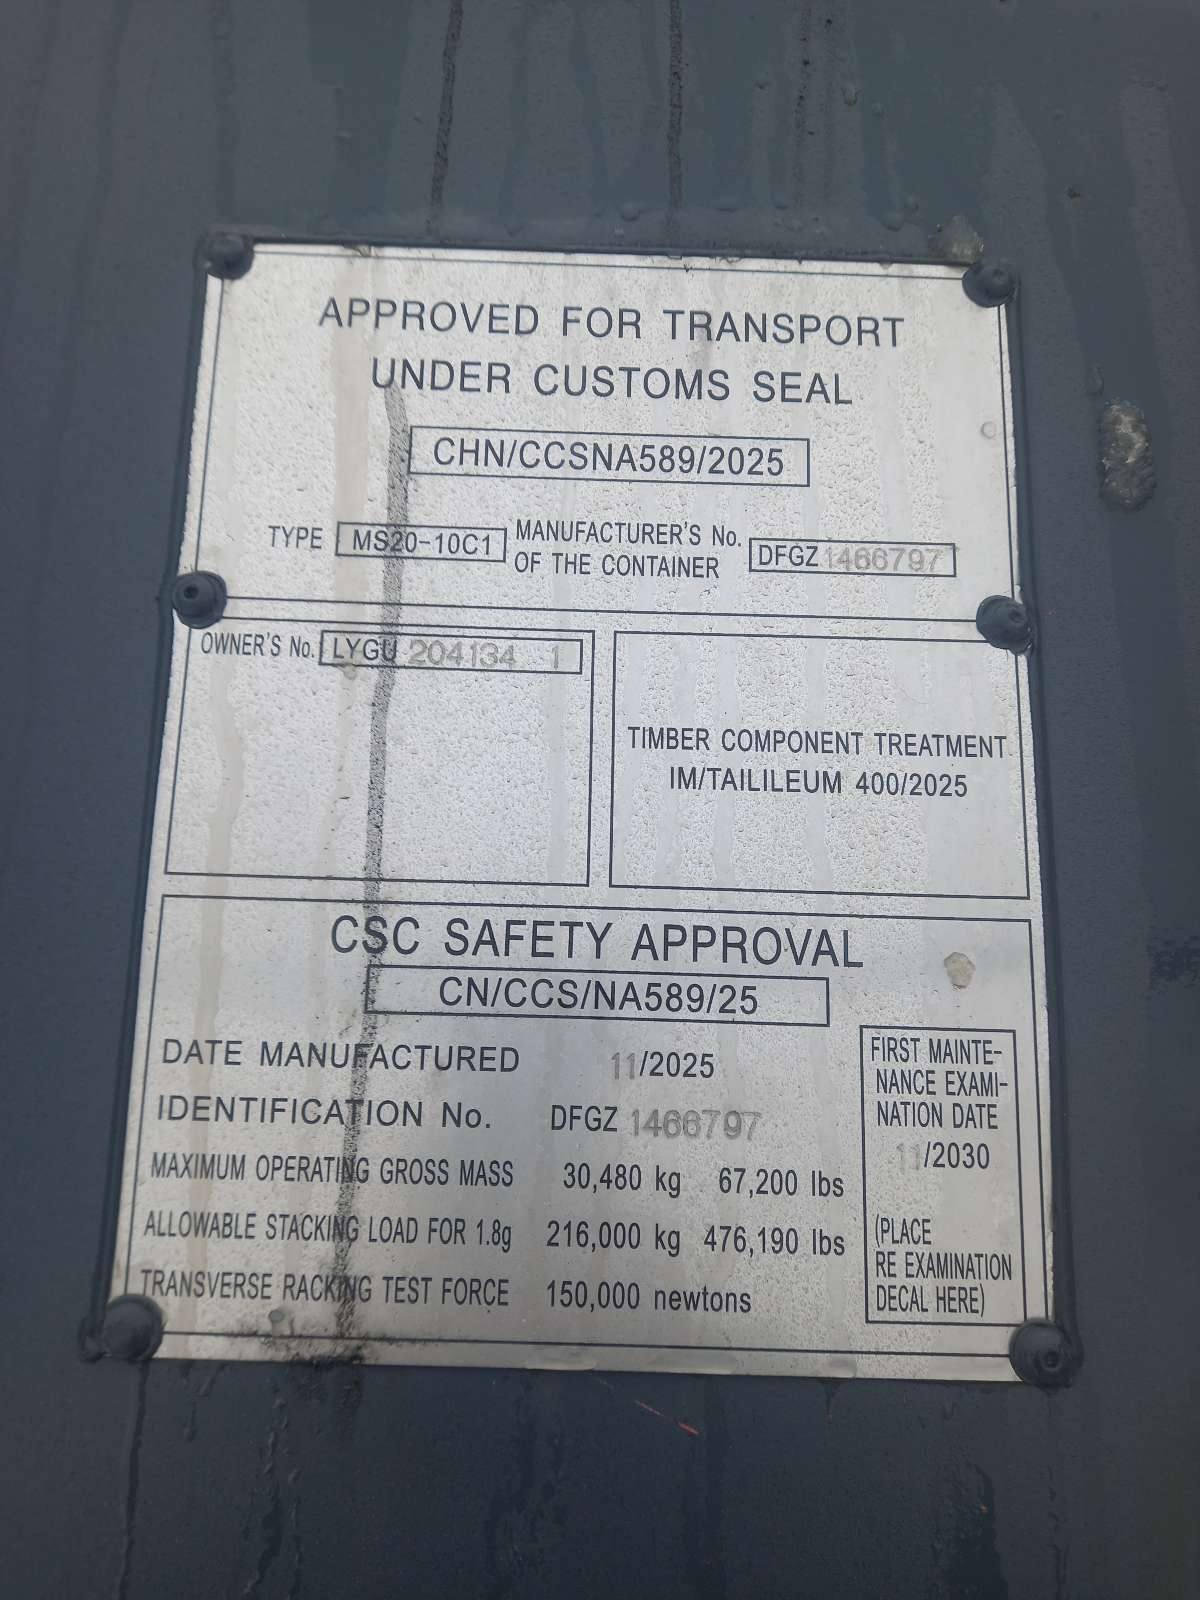 APPROVED FOR TRANSPORT
UNDER CUSTOMS SEAL
CHN/CCSNA589/2025
TYPE MS20-10C1 MANUFACTURER'S No. OF THE CONTAINER DFGZ 1466797
OWNER'S No. LYGU 204134 1
TIMBER COMPONENT TREATMENT
IM/TAILILEUM 400/2025
CSC SAFETY APPROVAL
CN/CCS/NA589/25
DATE MANUFACTURED 11/2025
IDENTIFICATION No. DFGZ 1466797
MAXIMUM OPERATING GROSS MASS 30,480 kg 67,200 lbs
ALLOWABLE STACKING LOAD FOR 1.8g 216,000 kg 476,190 lbs
TRANSVERSE RACKING TEST FORCE 150,000 newtons
FIRST MAINTE-
NANCE EXAMI-
NATION DATE
11/2030
(PLACE
RE EXAMINATION
DECAL HERE)